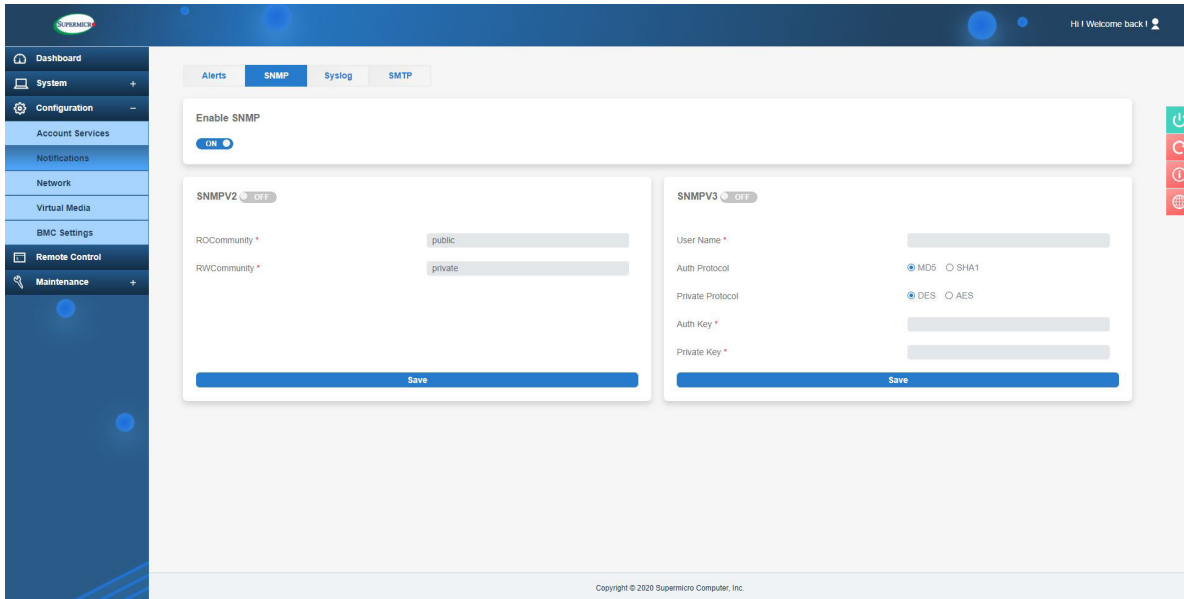 SUPERMICRO
Hi ! Welcome back !
Dashboard
System +
Configuration −
Account Services
Notifications
Network
Virtual Media
BMC Settings
Remote Control
Maintenance +
Alerts SNMP Syslog SMTP
Enable SNMP
ON
SNMPV2 OFF
ROCommunity * public
RWCommunity * private
Save
SNMPV3 OFF
User Name *
Auth Protocol MD5 SHA1
Private Protocol DES AES
Auth Key *
Private Key *
Save
Copyright © 2020 Supermicro Computer, Inc.